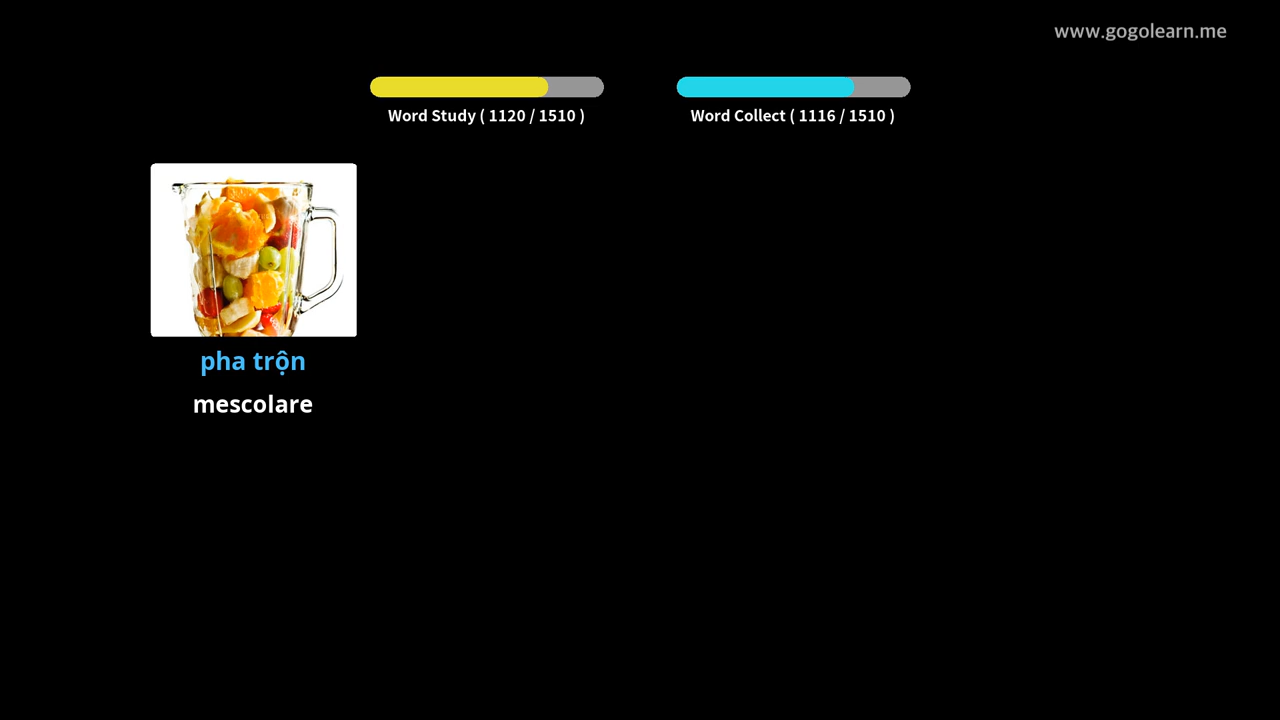 www.gogolearn.me
Word Study ( 1120 / 1510 )
Word Collect ( 1116 / 1510 )
pha trộn
mescolare